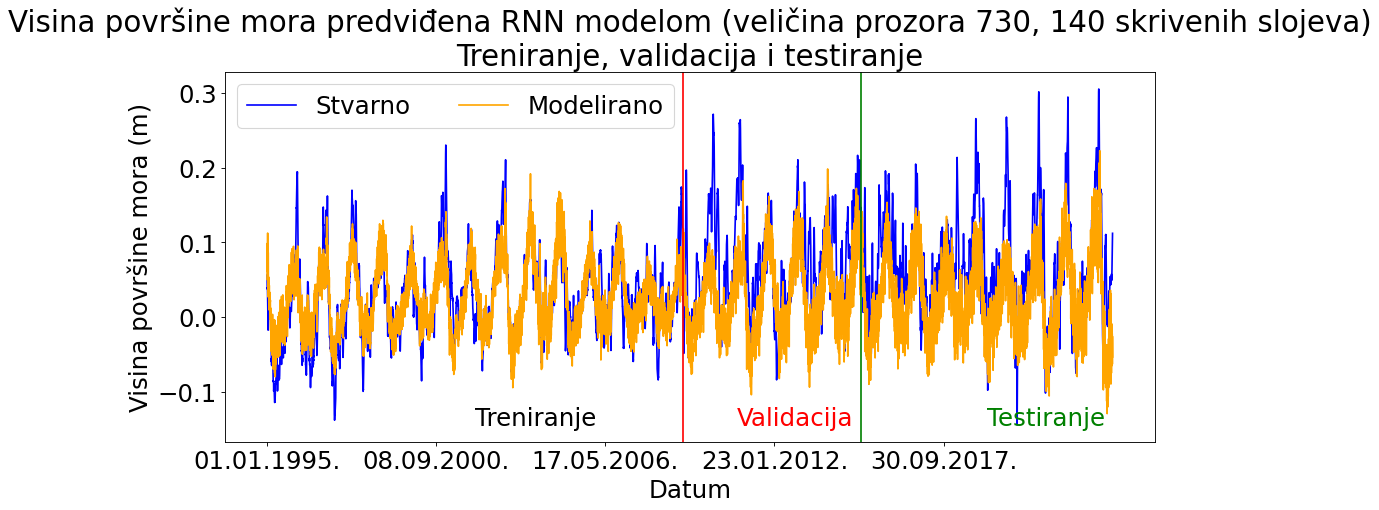 Visina površine mora predviđena RNN modelom (veličina prozora 730, 140 skrivenih slojeva)
Treniranje, validacija i testiranje
Stvarno
Modelirano
Visina površine mora (m)
0.3
0.2
0.1
0.0
−0.1
Treniranje
Validacija
Testiranje
01.01.1995.
08.09.2000.
17.05.2006.
23.01.2012.
30.09.2017.
Datum